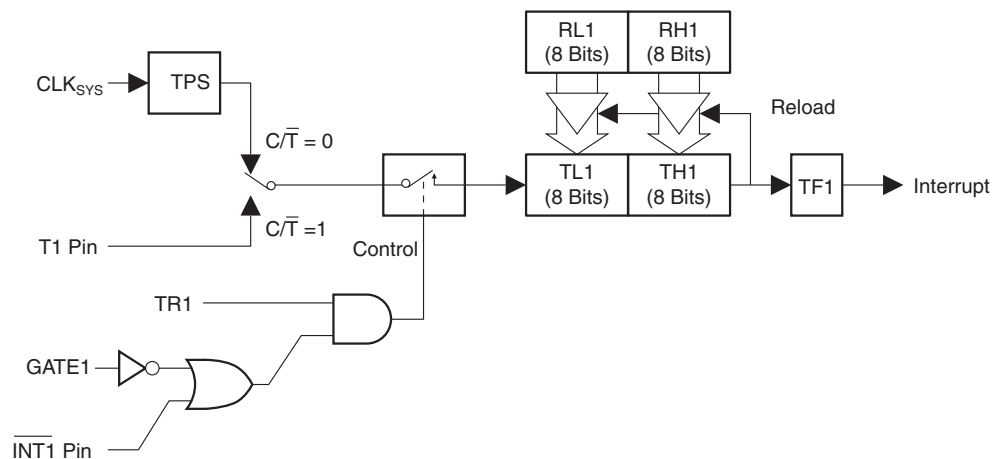 RL1
(8 Bits)
RH1
(8 Bits)
CLKSYS
TPS
Reload
C/T̅ = 0
TL1
(8 Bits)
TH1
(8 Bits)
TF1
Interrupt
C/T̅ = 1
T1 Pin
Control
TR1
GATE1
I̅N̅T̅1̅ Pin